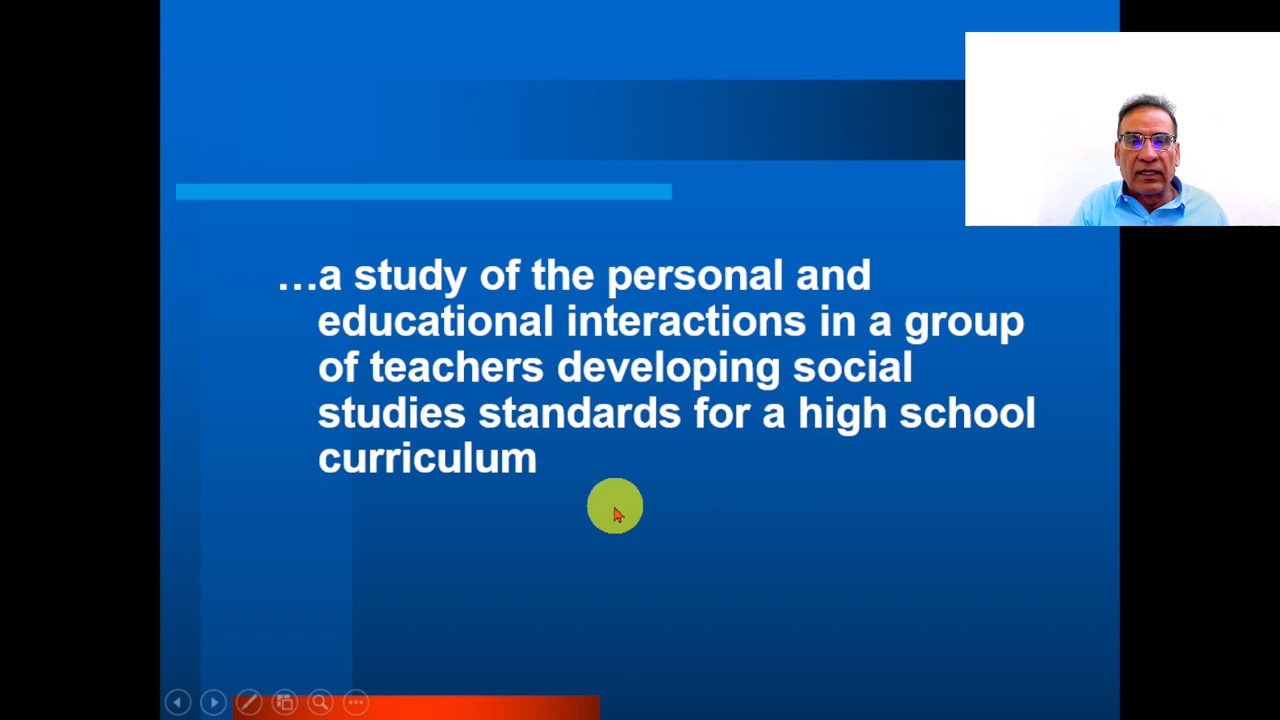 …a study of the personal and
educational interactions in a group
of teachers developing social
studies standards for a high school
curriculum